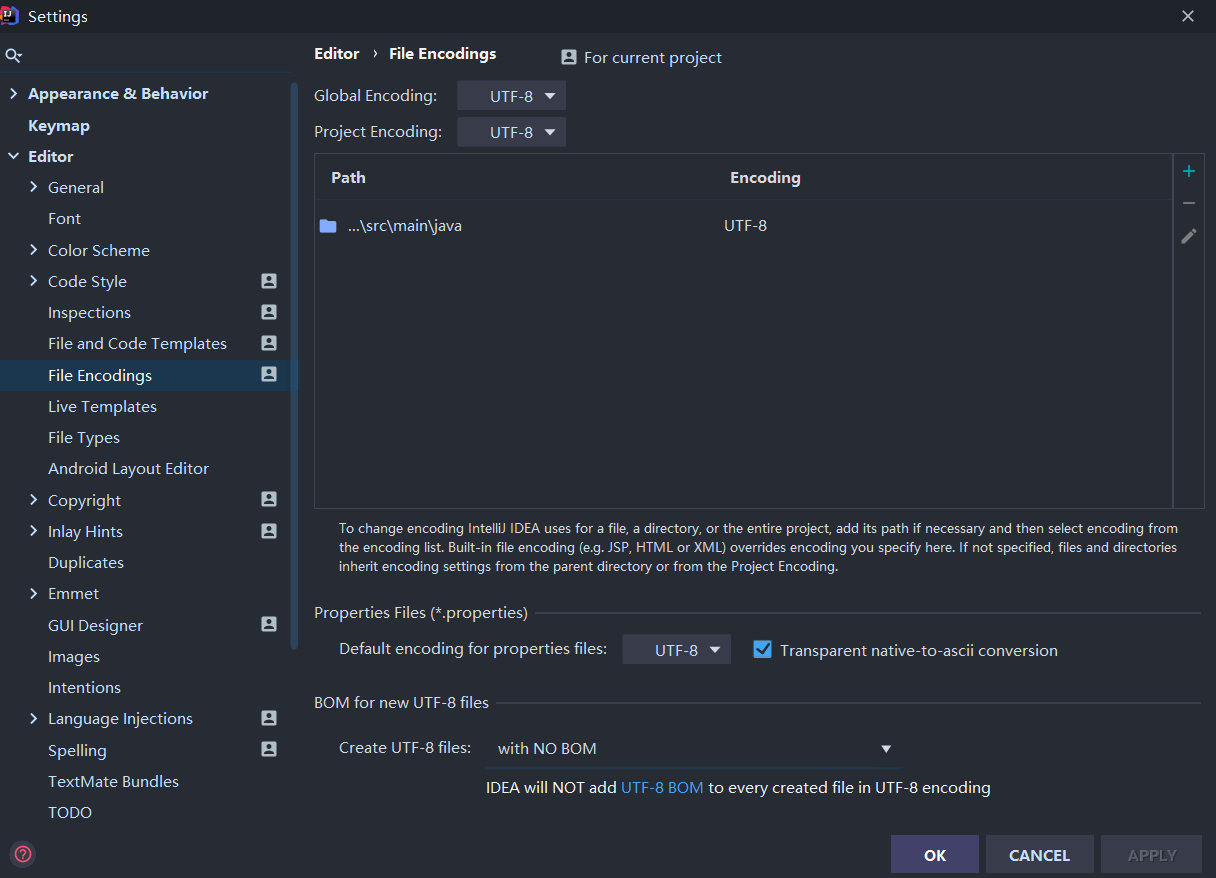 Settings
Editor › File Encodings For current project
Appearance & Behavior
Keymap
Editor
General
Font
Color Scheme
Code Style
Inspections
File and Code Templates
File Encodings
Live Templates
File Types
Android Layout Editor
Copyright
Inlay Hints
Duplicates
Emmet
GUI Designer
Images
Intentions
Language Injections
Spelling
TextMate Bundles
TODO
Global Encoding: UTF-8
Project Encoding: UTF-8
Path Encoding
...\src\main\java UTF-8
To change encoding IntelliJ IDEA uses for a file, a directory, or the entire project, add its path if necessary and then select encoding from
the encoding list. Built-in file encoding (e.g. JSP, HTML or XML) overrides encoding you specify here. If not specified, files and directories
inherit encoding settings from the parent directory or from the Project Encoding.
Properties Files (*.properties)
Default encoding for properties files: UTF-8 Transparent native-to-ascii conversion
BOM for new UTF-8 files
Create UTF-8 files: with NO BOM
IDEA will NOT add UTF-8 BOM to every created file in UTF-8 encoding
? OK CANCEL APPLY